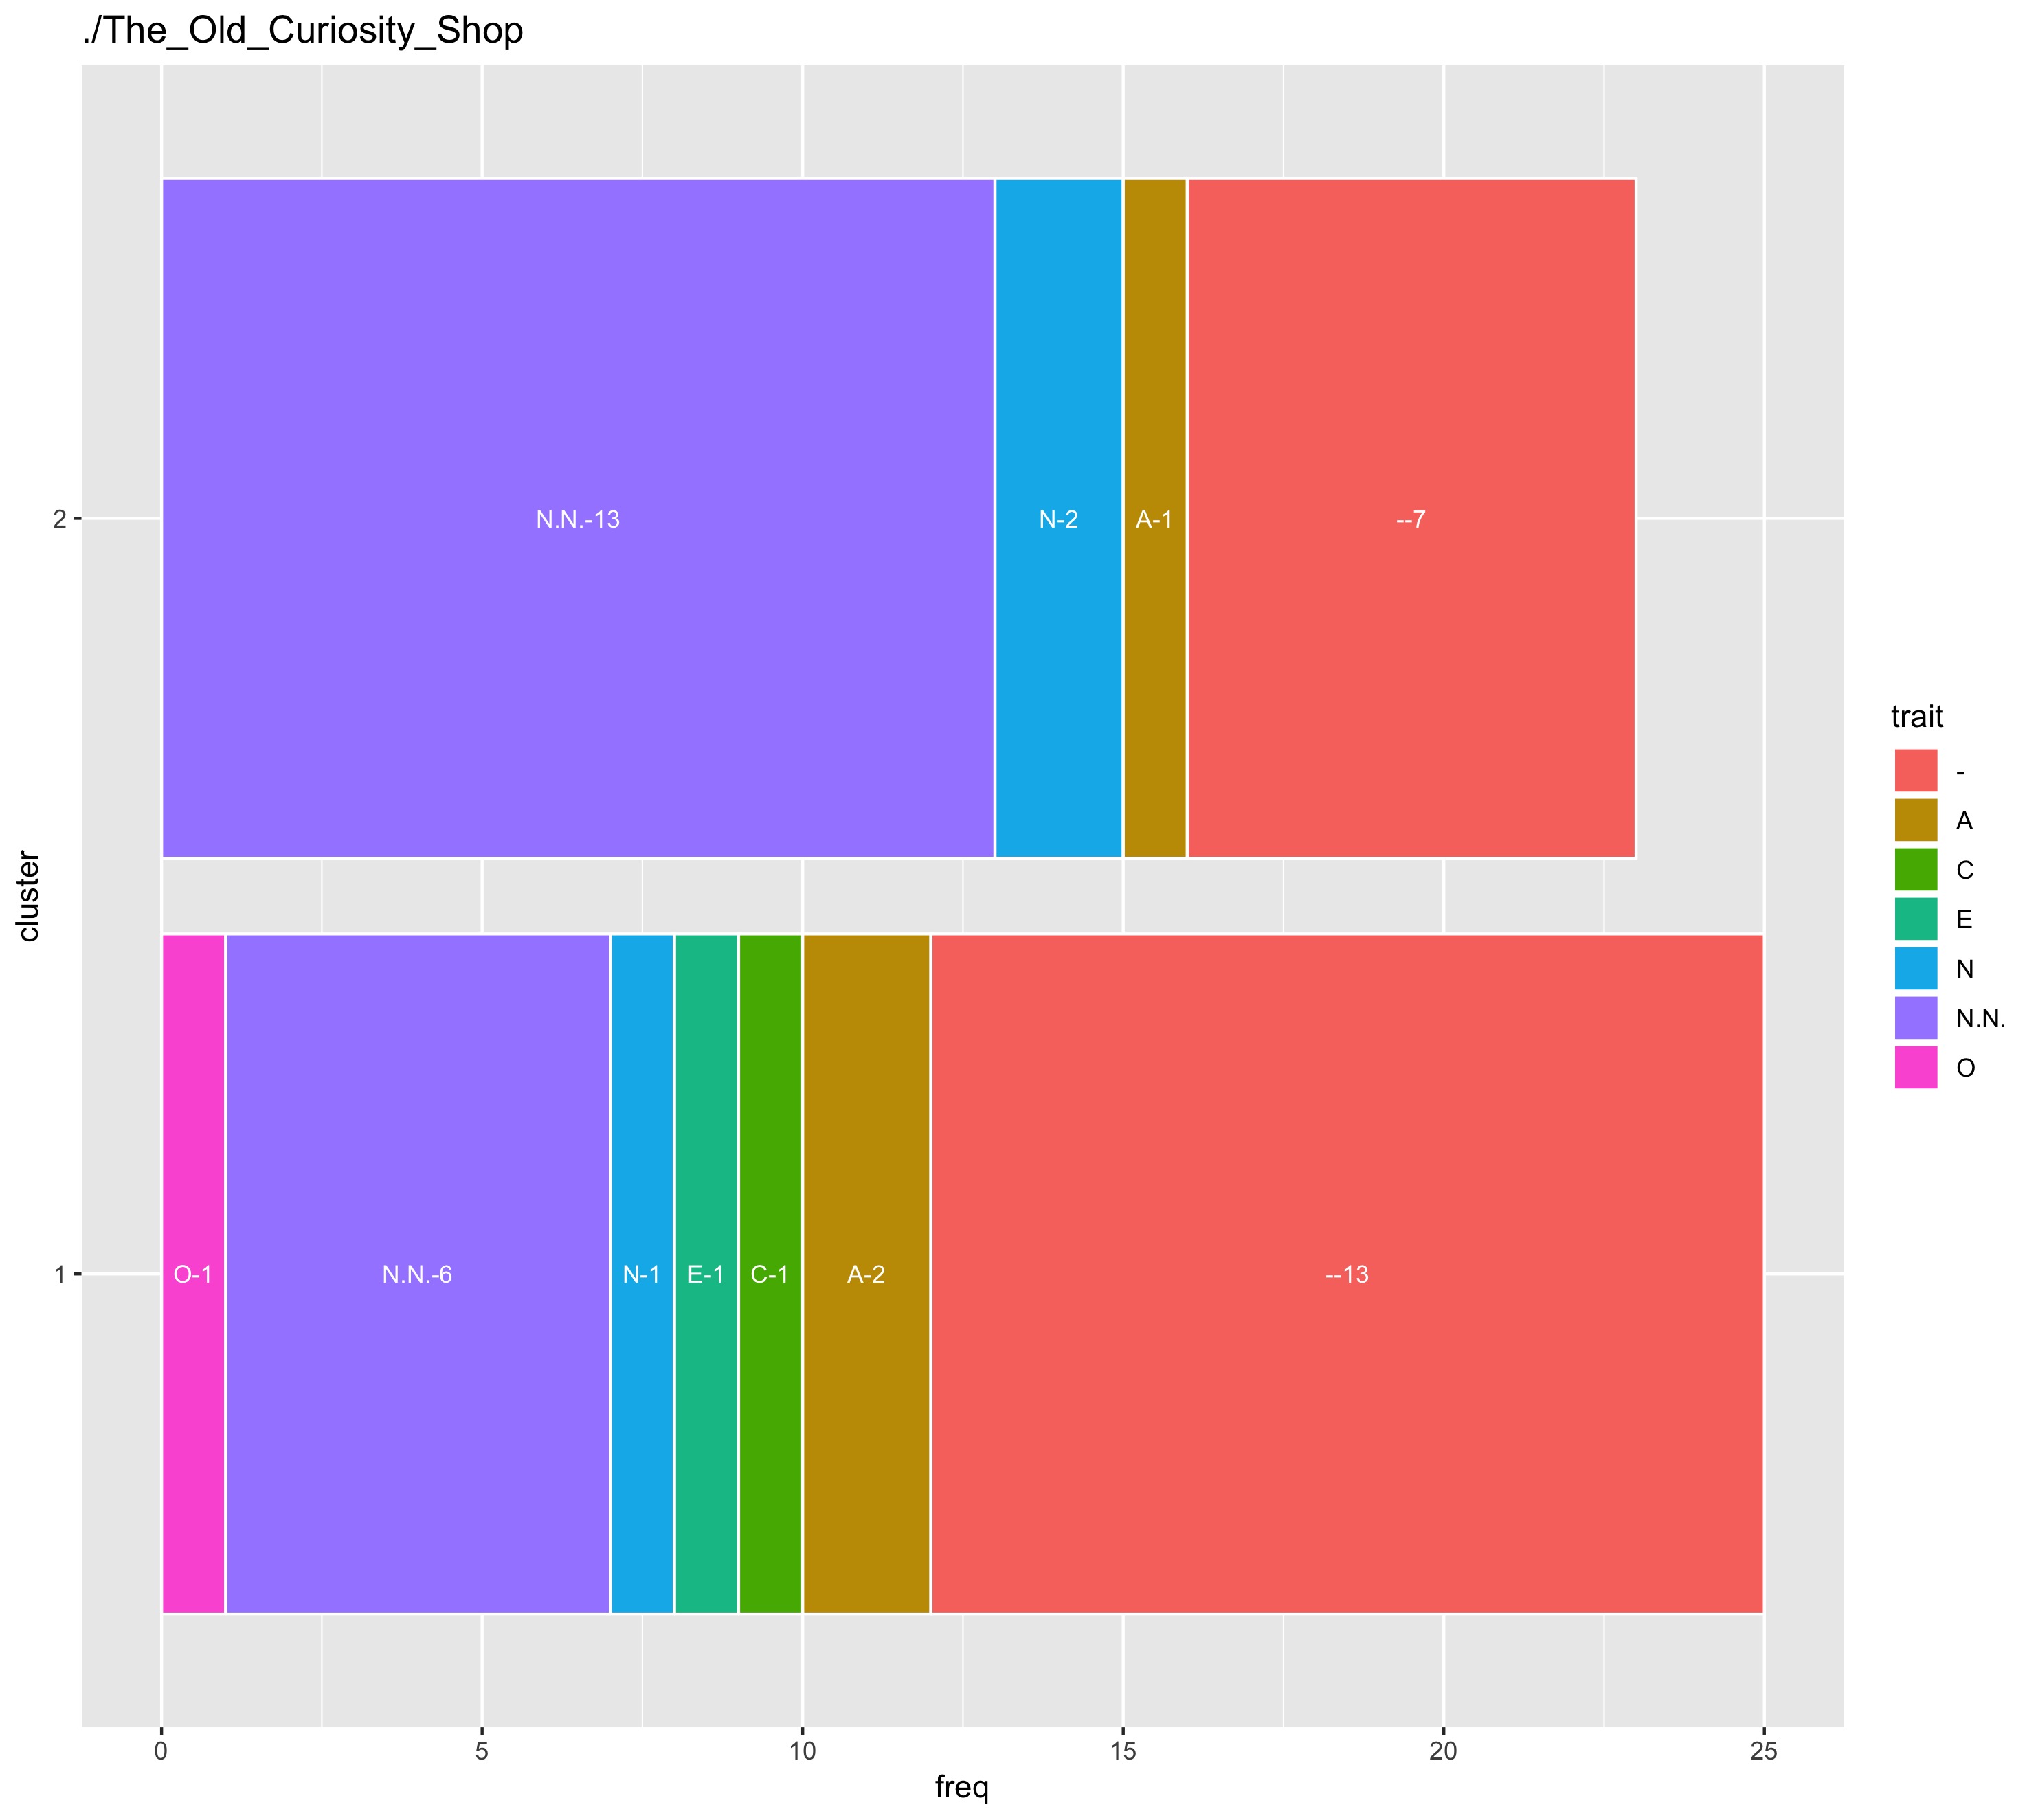 ./The_Old_Curiosity_Shop
2
N.N.-13
N-2
A-1
--7
cluster
1
O-1
N.N.-6
N-1
E-1
C-1
A-2
--13
0
5
10
15
20
25
freq
trait
-
A
C
E
N
N.N.
O